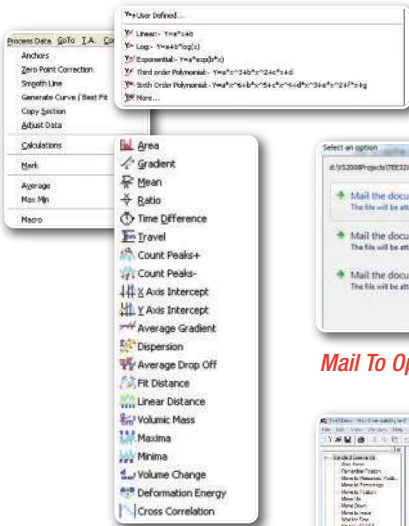 Y=▸User Defined...
Linear:- Y=a*x+b
Log:- Y=a+b*log(x)
Exponential:- Y=a*exp(b*x)
Third order Polynomial:- Y=a*x^3+b*x^2+c*x+d
Sixth Order Polynomial:- Y=a*x^6+b*x^5+c*x^4+d*x^3+e*x^2+f*x+g
More...
Process Data GoTo T.A.
Anchors
Zero Point Correction
Smooth Line
Generate Curve / Best Fit
Copy Section
Adjust Data
Calculations
Mark
Average
Max Min
Macro
Area
Gradient
Mean
Ratio
Time Difference
Travel
Count Peaks+
Count Peaks-
X Axis Intercept
Y Axis Intercept
Average Gradient
Dispersion
Average Drop Off
Fit Distance
Linear Distance
Volumic Mass
Maxima
Minima
Volume Change
Deformation Energy
Cross Correlation
Select an option
Mail the docu
The file will be att
Mail the docu
The file will be att
Mail the docu
The file will be att
Mail To Op